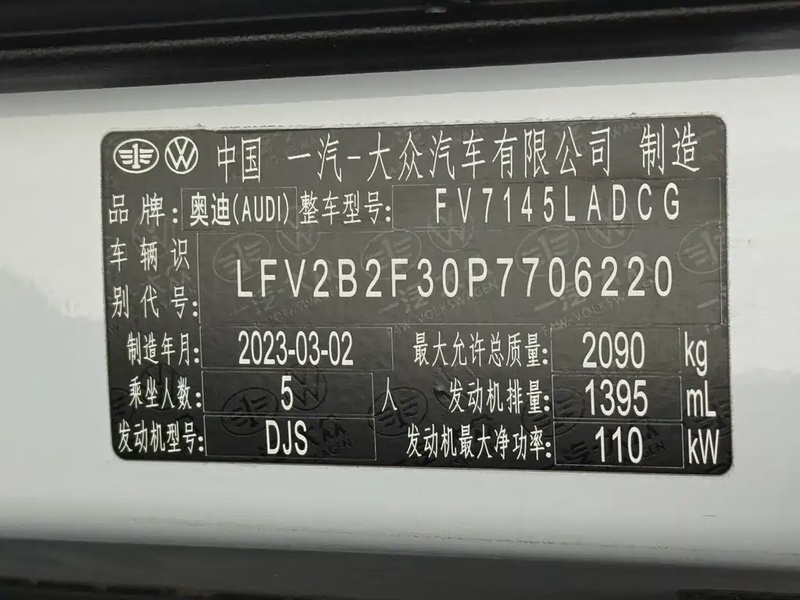 中国 一汽-大众汽车有限公司 制造
品牌: 奥迪(AUDI) 整车型号: FV7145LADCG
车辆识别代号: LFV2B2F30P7706220
制造年月: 2023-03-02 最大允许总质量: 2090 kg
乘坐人数: 5 人 发动机排量: 1395 mL
发动机型号: DJS 发动机最大净功率: 110 kW